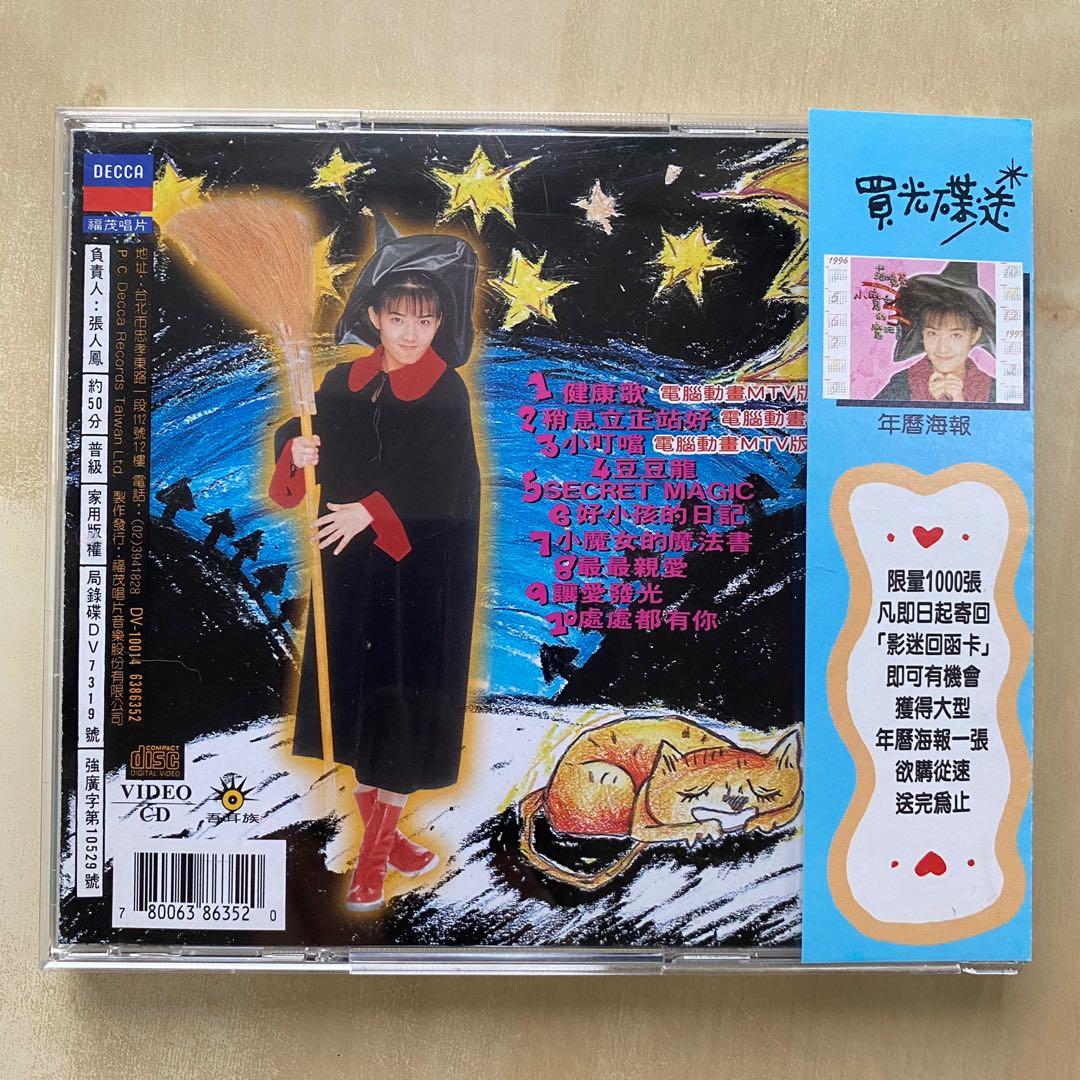 DECCA
福茂唱片
負責人：張人鳳
約50分
普級
家用版權
局錄碟DV7319號
強廣字第10529號
地址：台北市忠孝東路 段112號12樓 電話：(02)3941828 DV-10014 6386352
P.C. Decca Records Taiwan Ltd. 製作發行：福茂唱片音樂股份有限公司
COMPACT
disc
DIGITAL VIDEO
VIDEO
CD
吾耳族
7 80063 86352 0
1 健康歌 電腦動畫MTV版
2 稍息立正站好 電腦動畫
3 小叮噹 電腦動畫MTV版
4 豆豆龍
5 SECRET MAGIC
6 好小孩的日記
7 小魔女的魔法書
8 最最親愛
9 讓愛發光
10 處處都有你
買光碟送*
1996
1997
年曆海報
限量1000張
凡即日起寄回
「影迷回函卡」
即可有機會
獲得大型
年曆海報一張
欲購從速
送完為止